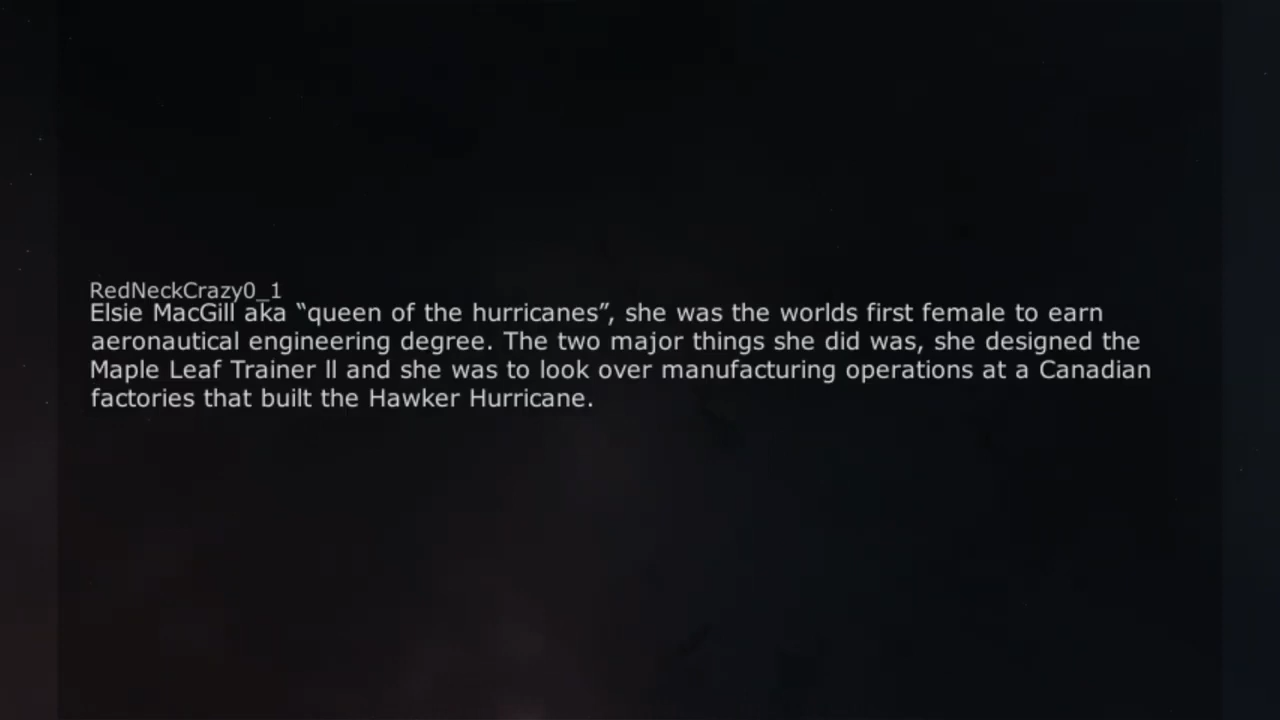 RedNeckCrazy0_1
Elsie MacGill aka “queen of the hurricanes”, she was the worlds first female to earn
aeronautical engineering degree. The two major things she did was, she designed the
Maple Leaf Trainer ll and she was to look over manufacturing operations at a Canadian
factories that built the Hawker Hurricane.